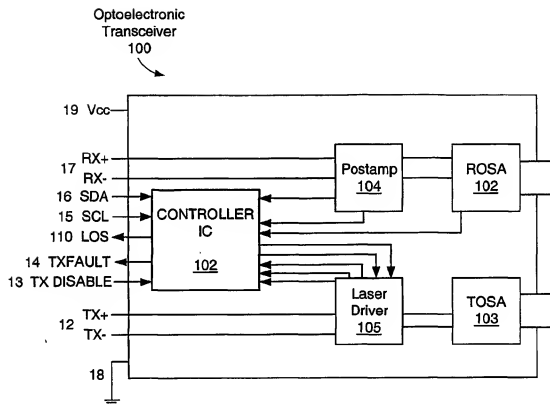 Optoelectronic
Transceiver
100
19 Vcc
17 RX+
RX-
16 SDA
15 SCL
110 LOS
14 TXFAULT
13 TX DISABLE
12 TX+
TX-
18
CONTROLLER
IC
102
Postamp
104
ROSA
102
Laser
Driver
105
TOSA
103